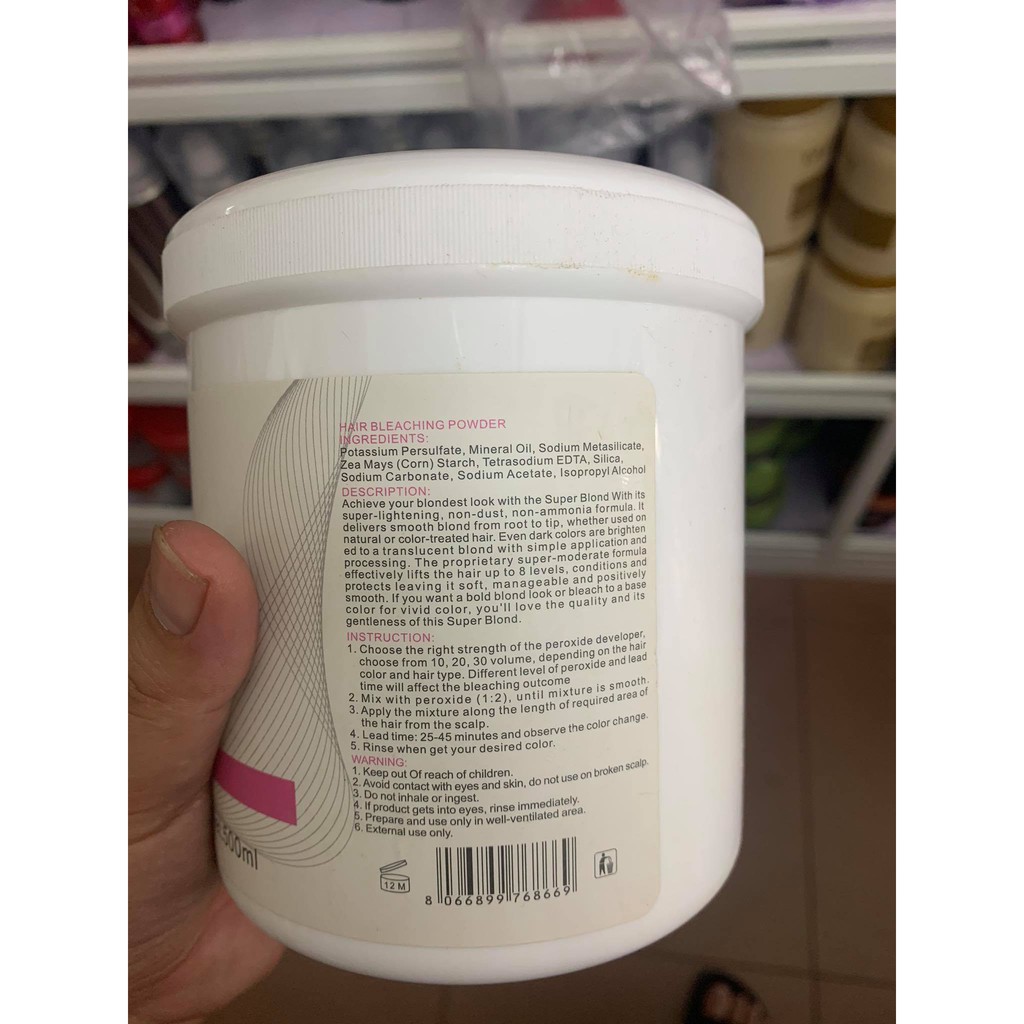 HAIR BLEACHING POWDER
INGREDIENTS:
Potassium Persulfate, Mineral Oil, Sodium Metasilicate,
Zea Mays (Corn) Starch, Tetrasodium EDTA, Silica,
Sodium Carbonate, Sodium Acetate, Isopropyl Alcohol
DESCRIPTION:
Achieve your blondest look with the Super Blond With its
super-lightening, non-dust, non-ammonia formula. It
delivers smooth blond from root to tip, whether used on
natural or color-treated hair. Even dark colors are brighten
ed to a translucent blond with simple application and
processing. The proprietary super-moderate formula
effectively lifts the hair up to 8 levels, conditions and
protects leaving it soft, manageable and positively
smooth. If you want a bold blond look or bleach to a base
color for vivid color, you'll love the quality and its
gentleness of this Super Blond.
INSTRUCTION:
1. Choose the right strength of the peroxide developer,
choose from 10, 20, 30 volume, depending on the hair
color and hair type. Different level of peroxide and lead
time will affect the bleaching outcome
2. Mix with peroxide (1:2), until mixture is smooth.
3. Apply the mixture along the length of required area of
the hair from the scalp.
4. Lead time: 25-45 minutes and observe the color change.
5. Rinse when get your desired color.
WARNING:
1. Keep out Of reach of children.
2. Avoid contact with eyes and skin, do not use on broken scalp.
3. Do not inhale or ingest.
4. If product gets into eyes, rinse immediately.
5. Prepare and use only in well-ventilated area.
6. External use only.
500ml
12 M
8 066899 768669